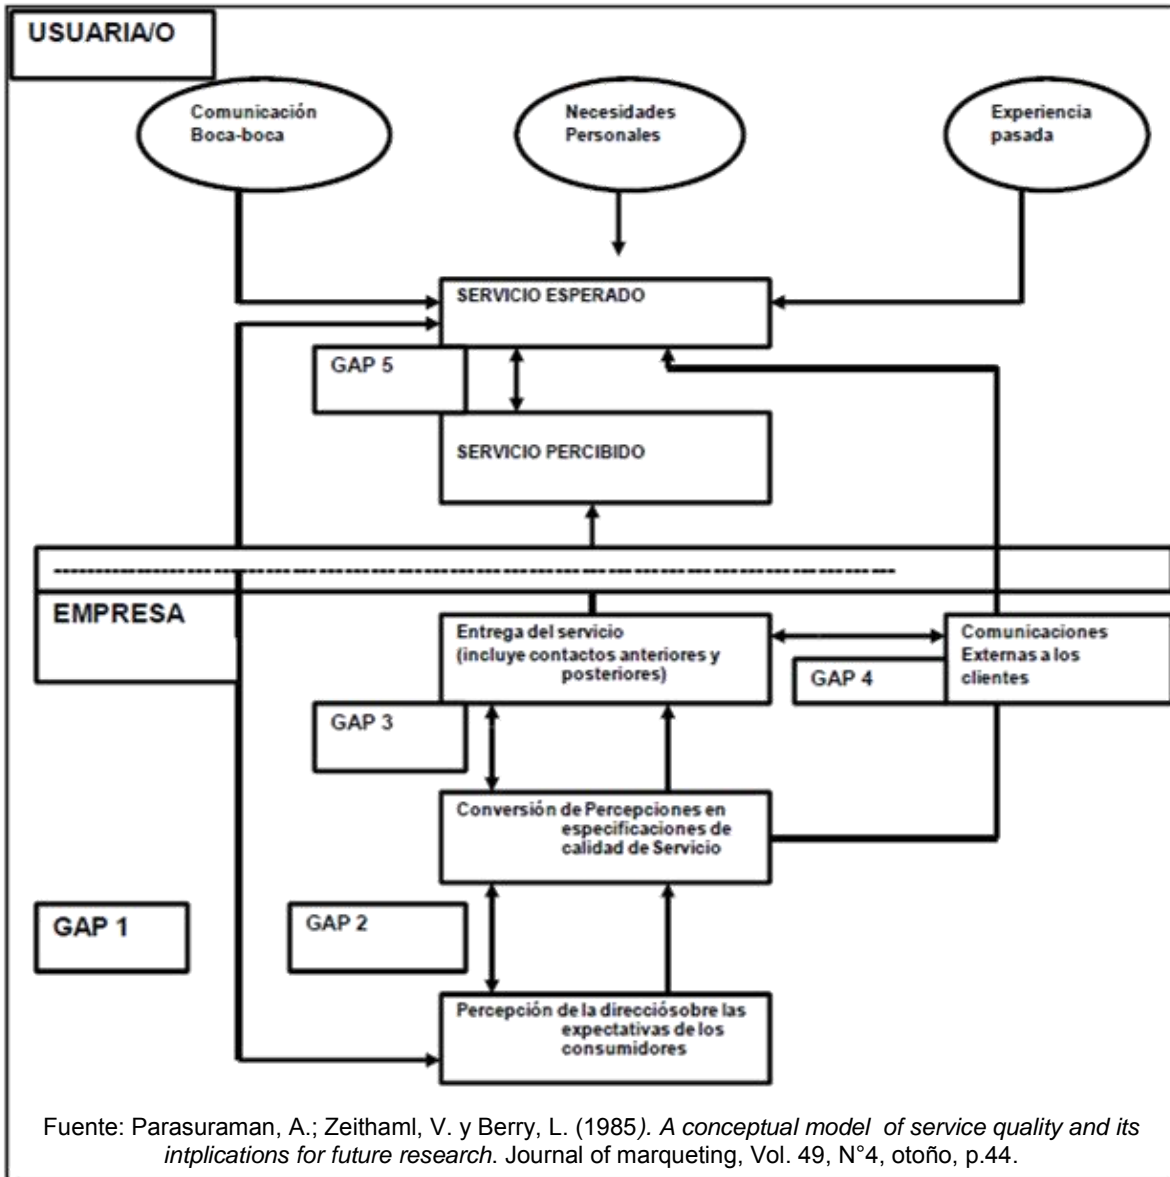 USUARIA/O
Comunicación
Boca-boca
Necesidades
Personales
Experiencia
pasada
SERVICIO ESPERADO
GAP 5
SERVICIO PERCIBIDO
EMPRESA
Entrega del servicio
(incluye contactos anteriores y
posteriores)
Comunicaciones
Externas a los
clientes
GAP 4
GAP 3
Conversión de Percepciones en
especificaciones de
calidad de Servicio
GAP 1
GAP 2
Percepción de la direcciósobre las
expectativas de los
consumidores
Fuente: Parasuraman, A.; Zeithaml, V. y Berry, L. (1985). A conceptual model of service quality and its
intplications for future research. Journal of marqueting, Vol. 49, N°4, otoño, p.44.